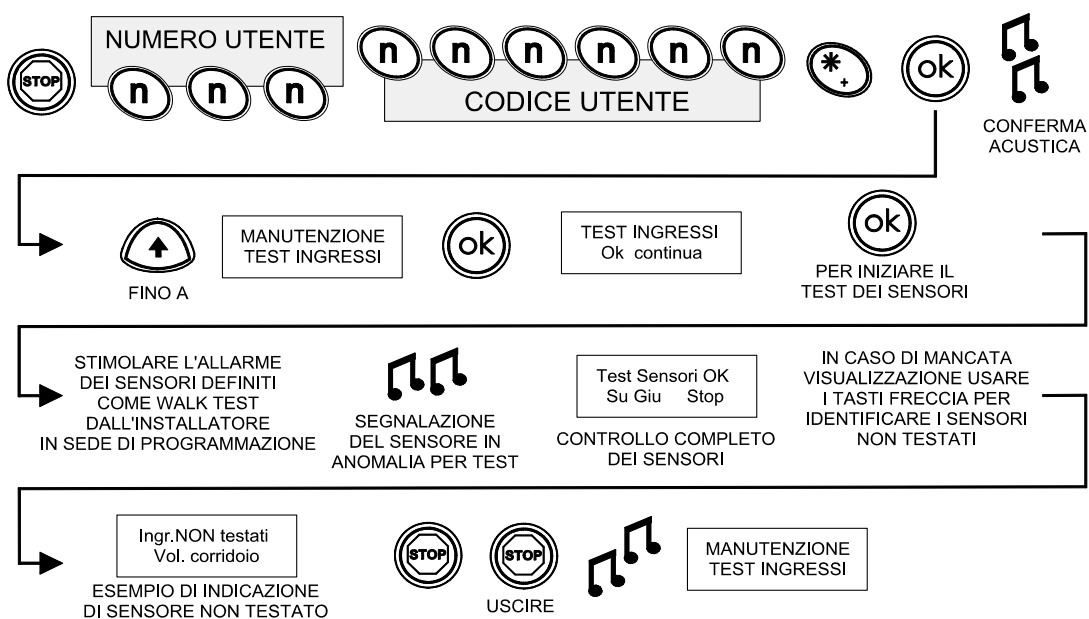 STOP
NUMERO UTENTE
n n n
n n n n n n
CODICE UTENTE
*
+
ok
CONFERMA
ACUSTICA
FINO A
MANUTENZIONE
TEST INGRESSI
ok
TEST INGRESSI
Ok continua
ok
PER INIZIARE IL
TEST DEI SENSORI
STIMOLARE L'ALLARME
DEI SENSORI DEFINITI
COME WALK TEST
DALL'INSTALLATORE
IN SEDE DI PROGRAMMAZIONE
SEGNALAZIONE
DEL SENSORE IN
ANOMALIA PER TEST
Test Sensori OK
Su Giu Stop
CONTROLLO COMPLETO
DEI SENSORI
IN CASO DI MANCATA
VISUALIZZAZIONE USARE
I TASTI FRECCIA PER
IDENTIFICARE I SENSORI
NON TESTATI
Ingr.NON testati
Vol. corridoio
ESEMPIO DI INDICAZIONE
DI SENSORE NON TESTATO
STOP
STOP
USCIRE
MANUTENZIONE
TEST INGRESSI